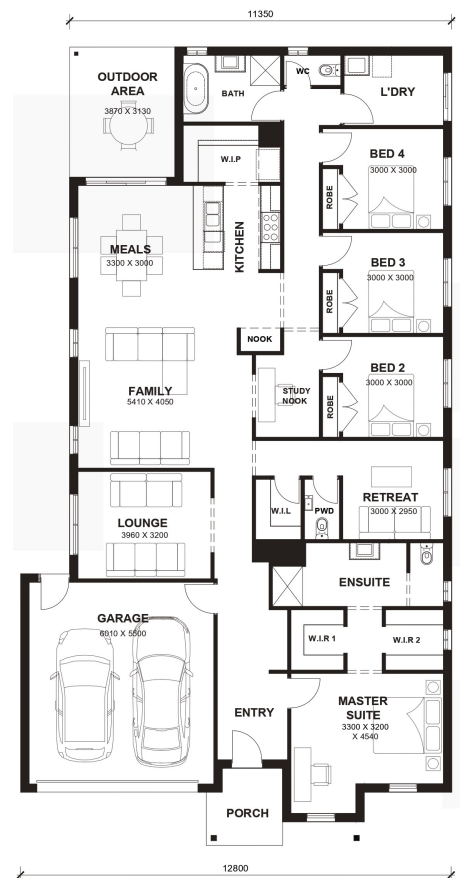 11350
OUTDOOR
AREA
3870 X 3130
BATH
WC
L'DRY
W.I.P
BED 4
3000 X 3000
ROBE
MEALS
3300 X 3000
KITCHEN
BED 3
3000 X 3000
ROBE
NOOK
FAMILY
5410 X 4050
STUDY
NOOK
BED 2
3000 X 3000
ROBE
LOUNGE
3960 X 3200
W.I.L
PWD
RETREAT
3000 X 2950
ENSUITE
GARAGE
6010 X 5500
W.I.R 1
W.I.R 2
ENTRY
MASTER
SUITE
3300 X 3200
X 4540
PORCH
12800